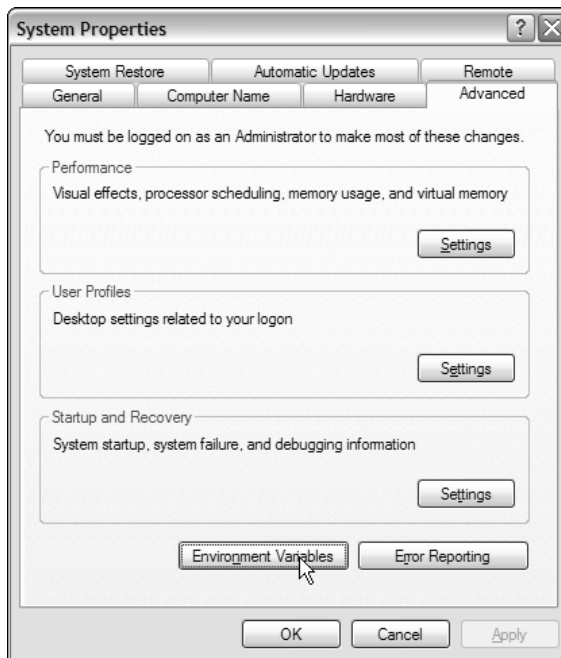 System Properties
System Restore Automatic Updates Remote
General Computer Name Hardware Advanced
You must be logged on as an Administrator to make most of these changes.
Performance
Visual effects, processor scheduling, memory usage, and virtual memory
Settings
User Profiles
Desktop settings related to your logon
Settings
Startup and Recovery
System startup, system failure, and debugging information
Settings
Environment Variables Error Reporting
OK Cancel Apply